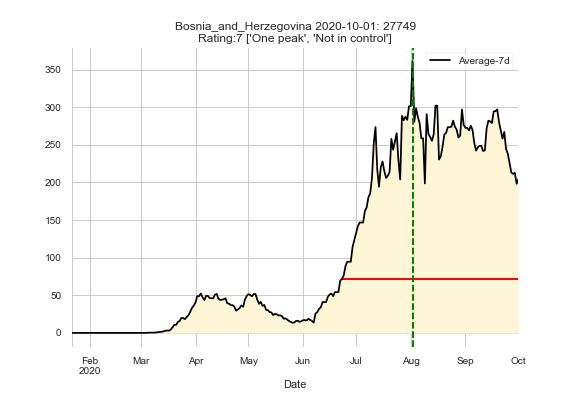 Bosnia_and_Herzegovina 2020-10-01: 27749
Rating:7 ['One peak', 'Not in control']
Average-7d
350
300
250
200
150
100
50
0
Feb Mar Apr May Jun Jul Aug Sep Oct
2020
Date